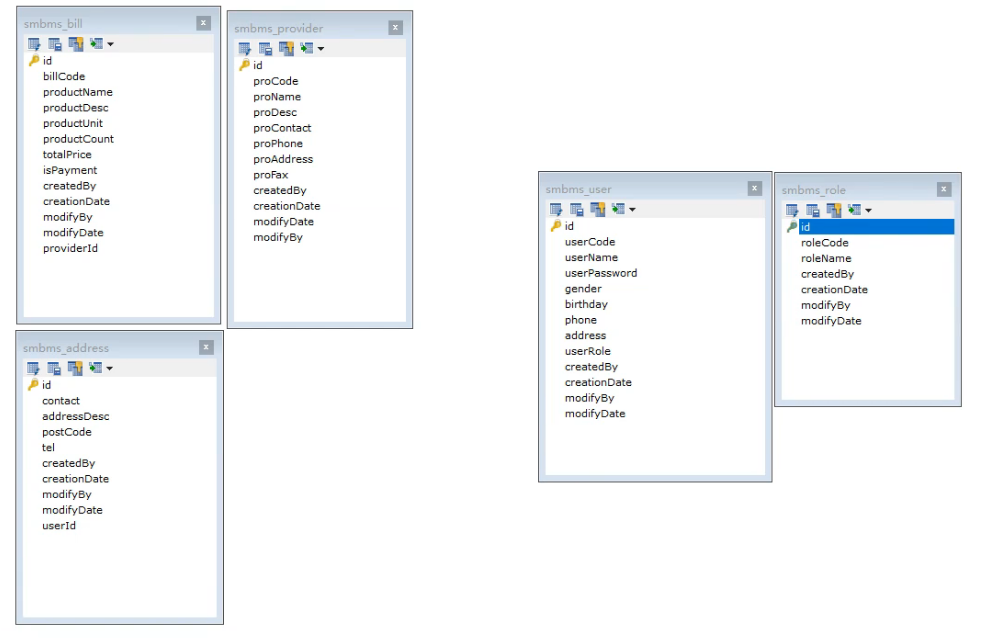 smbms_bill
id
billCode
productName
productDesc
productUnit
productCount
totalPrice
isPayment
createdBy
creationDate
modifyBy
modifyDate
providerId
smbms_provider
id
proCode
proName
proDesc
proContact
proPhone
proAddress
proFax
createdBy
creationDate
modifyDate
modifyBy
smbms_address
id
contact
addressDesc
postCode
tel
createdBy
creationDate
modifyBy
modifyDate
userId
smbms_user
id
userCode
userName
userPassword
gender
birthday
phone
address
userRole
createdBy
creationDate
modifyBy
modifyDate
smbms_role
id
roleCode
roleName
createdBy
creationDate
modifyBy
modifyDate